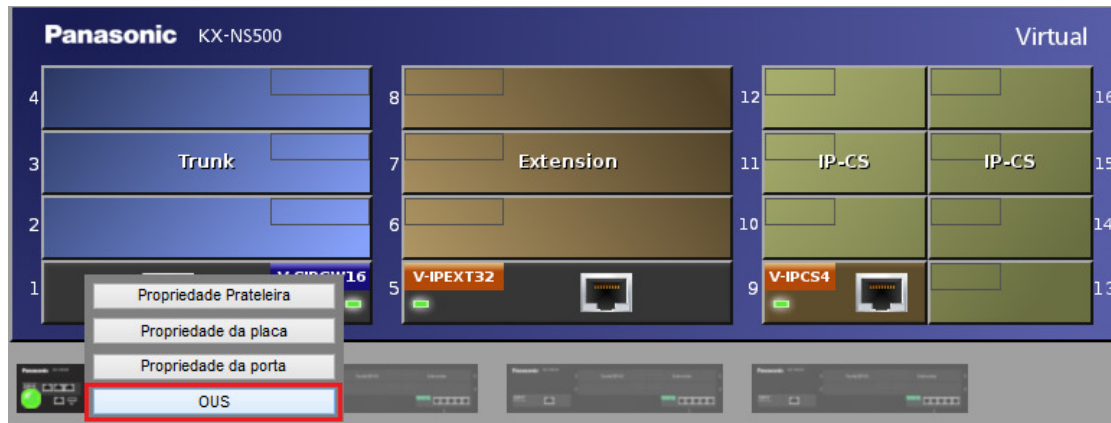 Panasonic KX-NS500 Virtual
4 8 12 16
3 Trunk 7 Extension 11 IP-CS IP-CS 15
2 6 10 14
1 16 5 V-IPEXT32 9 V-IPCS4 13
Propriedade Prateleira
Propriedade da placa
Propriedade da porta
OUS